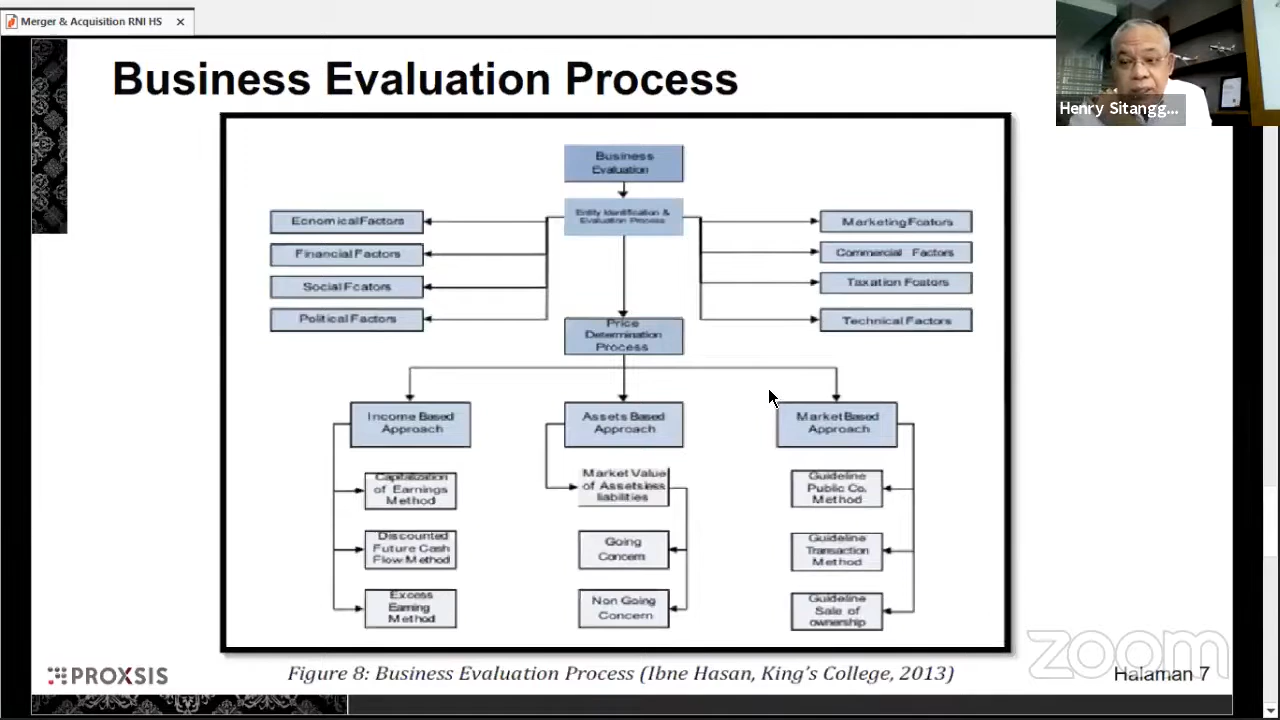 Merger & Acquisition RNI HS
Business Evaluation Process
Henry Sitangg...
Business
Evaluation
Entity Identification &
Evaluation Process
Economical Factors
Financial Factors
Social Fcators
Political Factors
Marketing Fcators
Commercial Factors
Taxation Fcators
Technical Factors
Price
Determination
Process
Income Based
Approach
Assets Based
Approach
Market Based
Approach
Capitalization
of Earnings
Method
Discounted
Future Cash
Flow Method
Excess
Earning
Method
Market Value
of Assets less
liabilities
Going
Concern
Non Going
Concern
Guideline
Public Co.
Method
Guideline
Transaction
Method
Guideline
Sale of
ownership
zoom
PROXSIS
Figure 8: Business Evaluation Process (Ibne Hasan, King's College, 2013)
Halaman 7